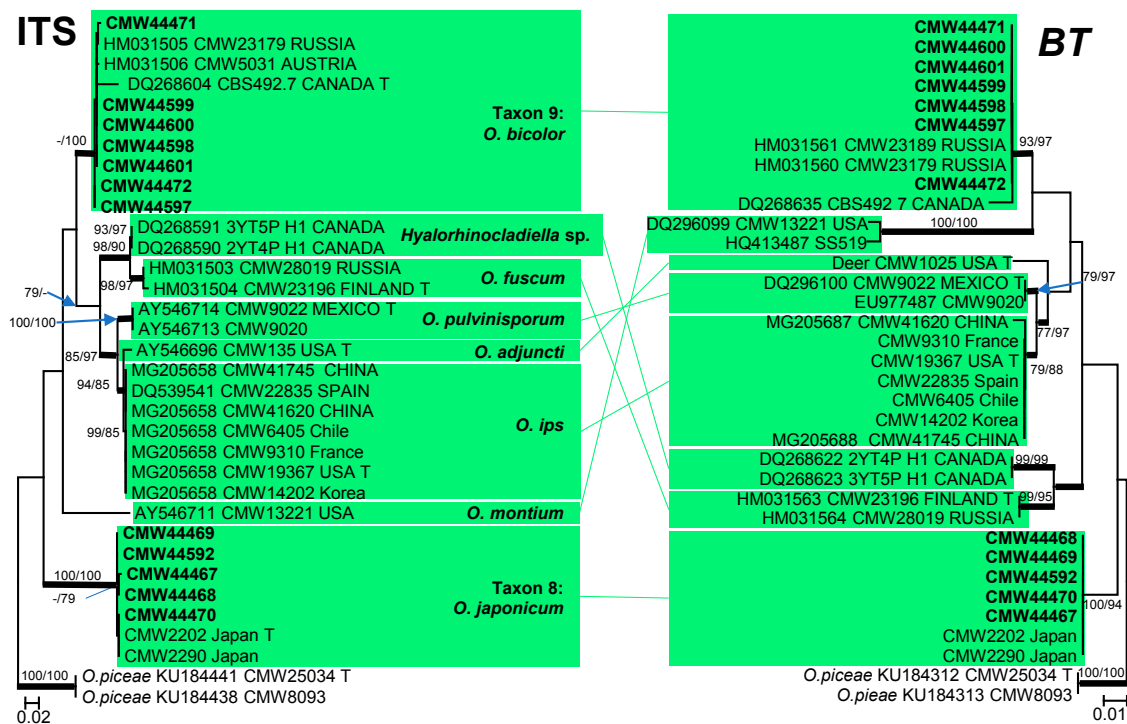 ITS
CMW44471
HM031505 CMW23179 RUSSIA
HM031506 CMW5031 AUSTRIA
DQ268604 CBS492.7 CANADA T
CMW44599
CMW44600
CMW44598
CMW44601
CMW44472
CMW44597
Taxon 9:
O. bicolor
-/100
DQ268591 3YT5P H1 CANADA
DQ268590 2YT4P H1 CANADA
Hyalorhinocladiella sp.
93/97
98/90
HM031503 CMW28019 RUSSIA
HM031504 CMW23196 FINLAND T
O. fuscum
98/97
79/-
100/100
AY546714 CMW9022 MEXICO T
AY546713 CMW9020
O. pulvinisporum
85/97
AY546696 CMW135 USA T
O. adjuncti
94/85
MG205658 CMW41745 CHINA
DQ539541 CMW22835 SPAIN
MG205658 CMW41620 CHINA
MG205658 CMW6405 Chile
MG205658 CMW9310 France
MG205658 CMW19367 USA T
MG205658 CMW14202 Korea
O. ips
99/85
AY546711 CMW13221 USA
O. montium
CMW44469
CMW44592
CMW44467
CMW44468
CMW44470
CMW2202 Japan T
CMW2290 Japan
Taxon 8:
O. japonicum
100/100
-/79
100/100
O.piceae KU184441 CMW25034 T
O.piceae KU184438 CMW8093
0.02
BT
CMW44471
CMW44600
CMW44601
CMW44599
CMW44598
CMW44597
HM031561 CMW23189 RUSSIA
HM031560 CMW23179 RUSSIA
CMW44472
DQ268635 CBS492 7 CANADA
93/97
DQ296099 CMW13221 USA
HQ413487 SS519
100/100
Deer CMW1025 USA T
DQ296100 CMW9022 MEXICO T
EU977487 CMW9020
79/97
77/97
MG205687 CMW41620 CHINA
CMW9310 France
CMW19367 USA T
CMW22835 Spain
CMW6405 Chile
CMW14202 Korea
MG205688 CMW41745 CHINA
79/88
DQ268622 2YT4P H1 CANADA
DQ268623 3YT5P H1 CANADA
99/99
HM031563 CMW23196 FINLAND T
HM031564 CMW28019 RUSSIA
99/95
CMW44468
CMW44469
CMW44592
CMW44470
CMW44467
CMW2202 Japan
CMW2290 Japan
100/94
O.piceae KU184312 CMW25034 T
O.pieae KU184313 CMW8093
100/100
0.01